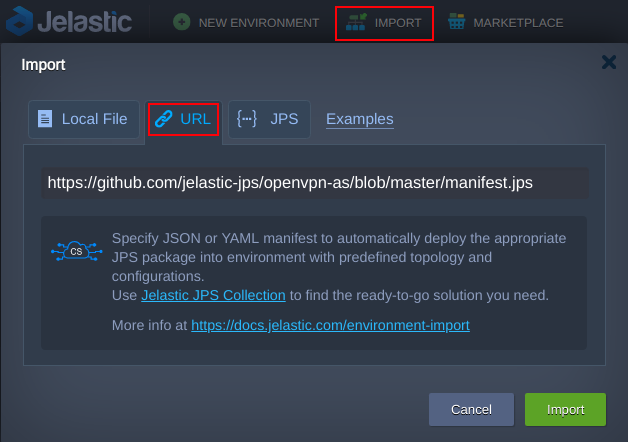 Jelastic NEW ENVIRONMENT IMPORT MARKETPLACE
Import
Local File URL {···} JPS Examples
https://github.com/jelastic-jps/openvpn-as/blob/master/manifest.jps
Specify JSON or YAML manifest to automatically deploy the appropriate
CS
JPS package into environment with predefined topology and
configurations.
Use Jelastic JPS Collection to find the ready-to-go solution you need.
More info at https://docs.jelastic.com/environment-import
Cancel Import